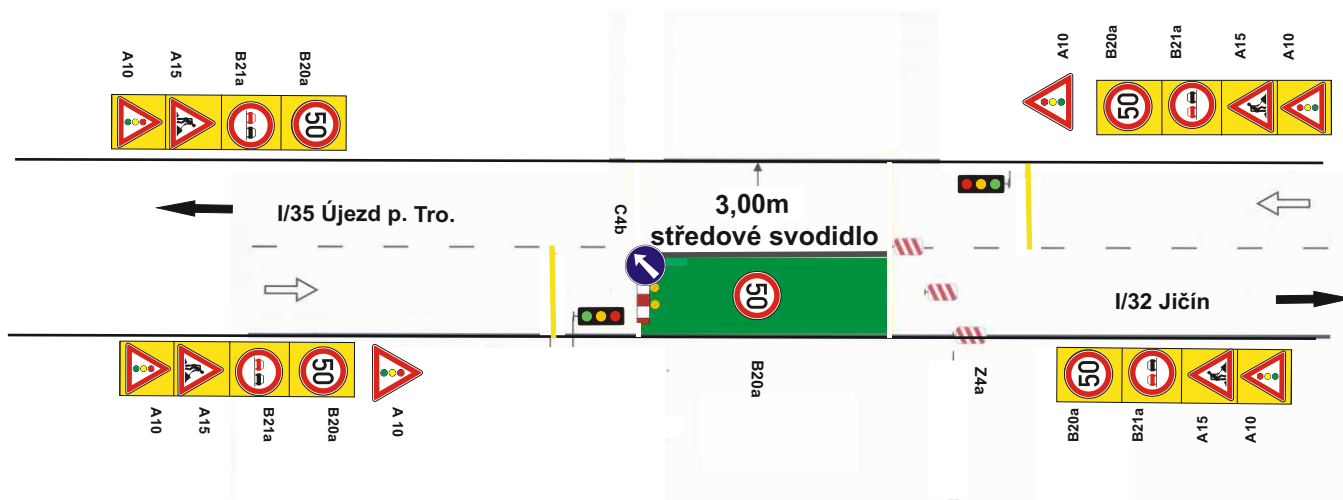 A10
A15
B21a
B20a
50
A10
B20a
B21a
A15
A10
50
I/35 Újezd p. Tro.
C4b
3,00m
středové svodidlo
50
I/32 Jičín
50
A10
A15
B21a
B20a
A 10
B20a
Z4a
50
B20a
B21a
A15
A10